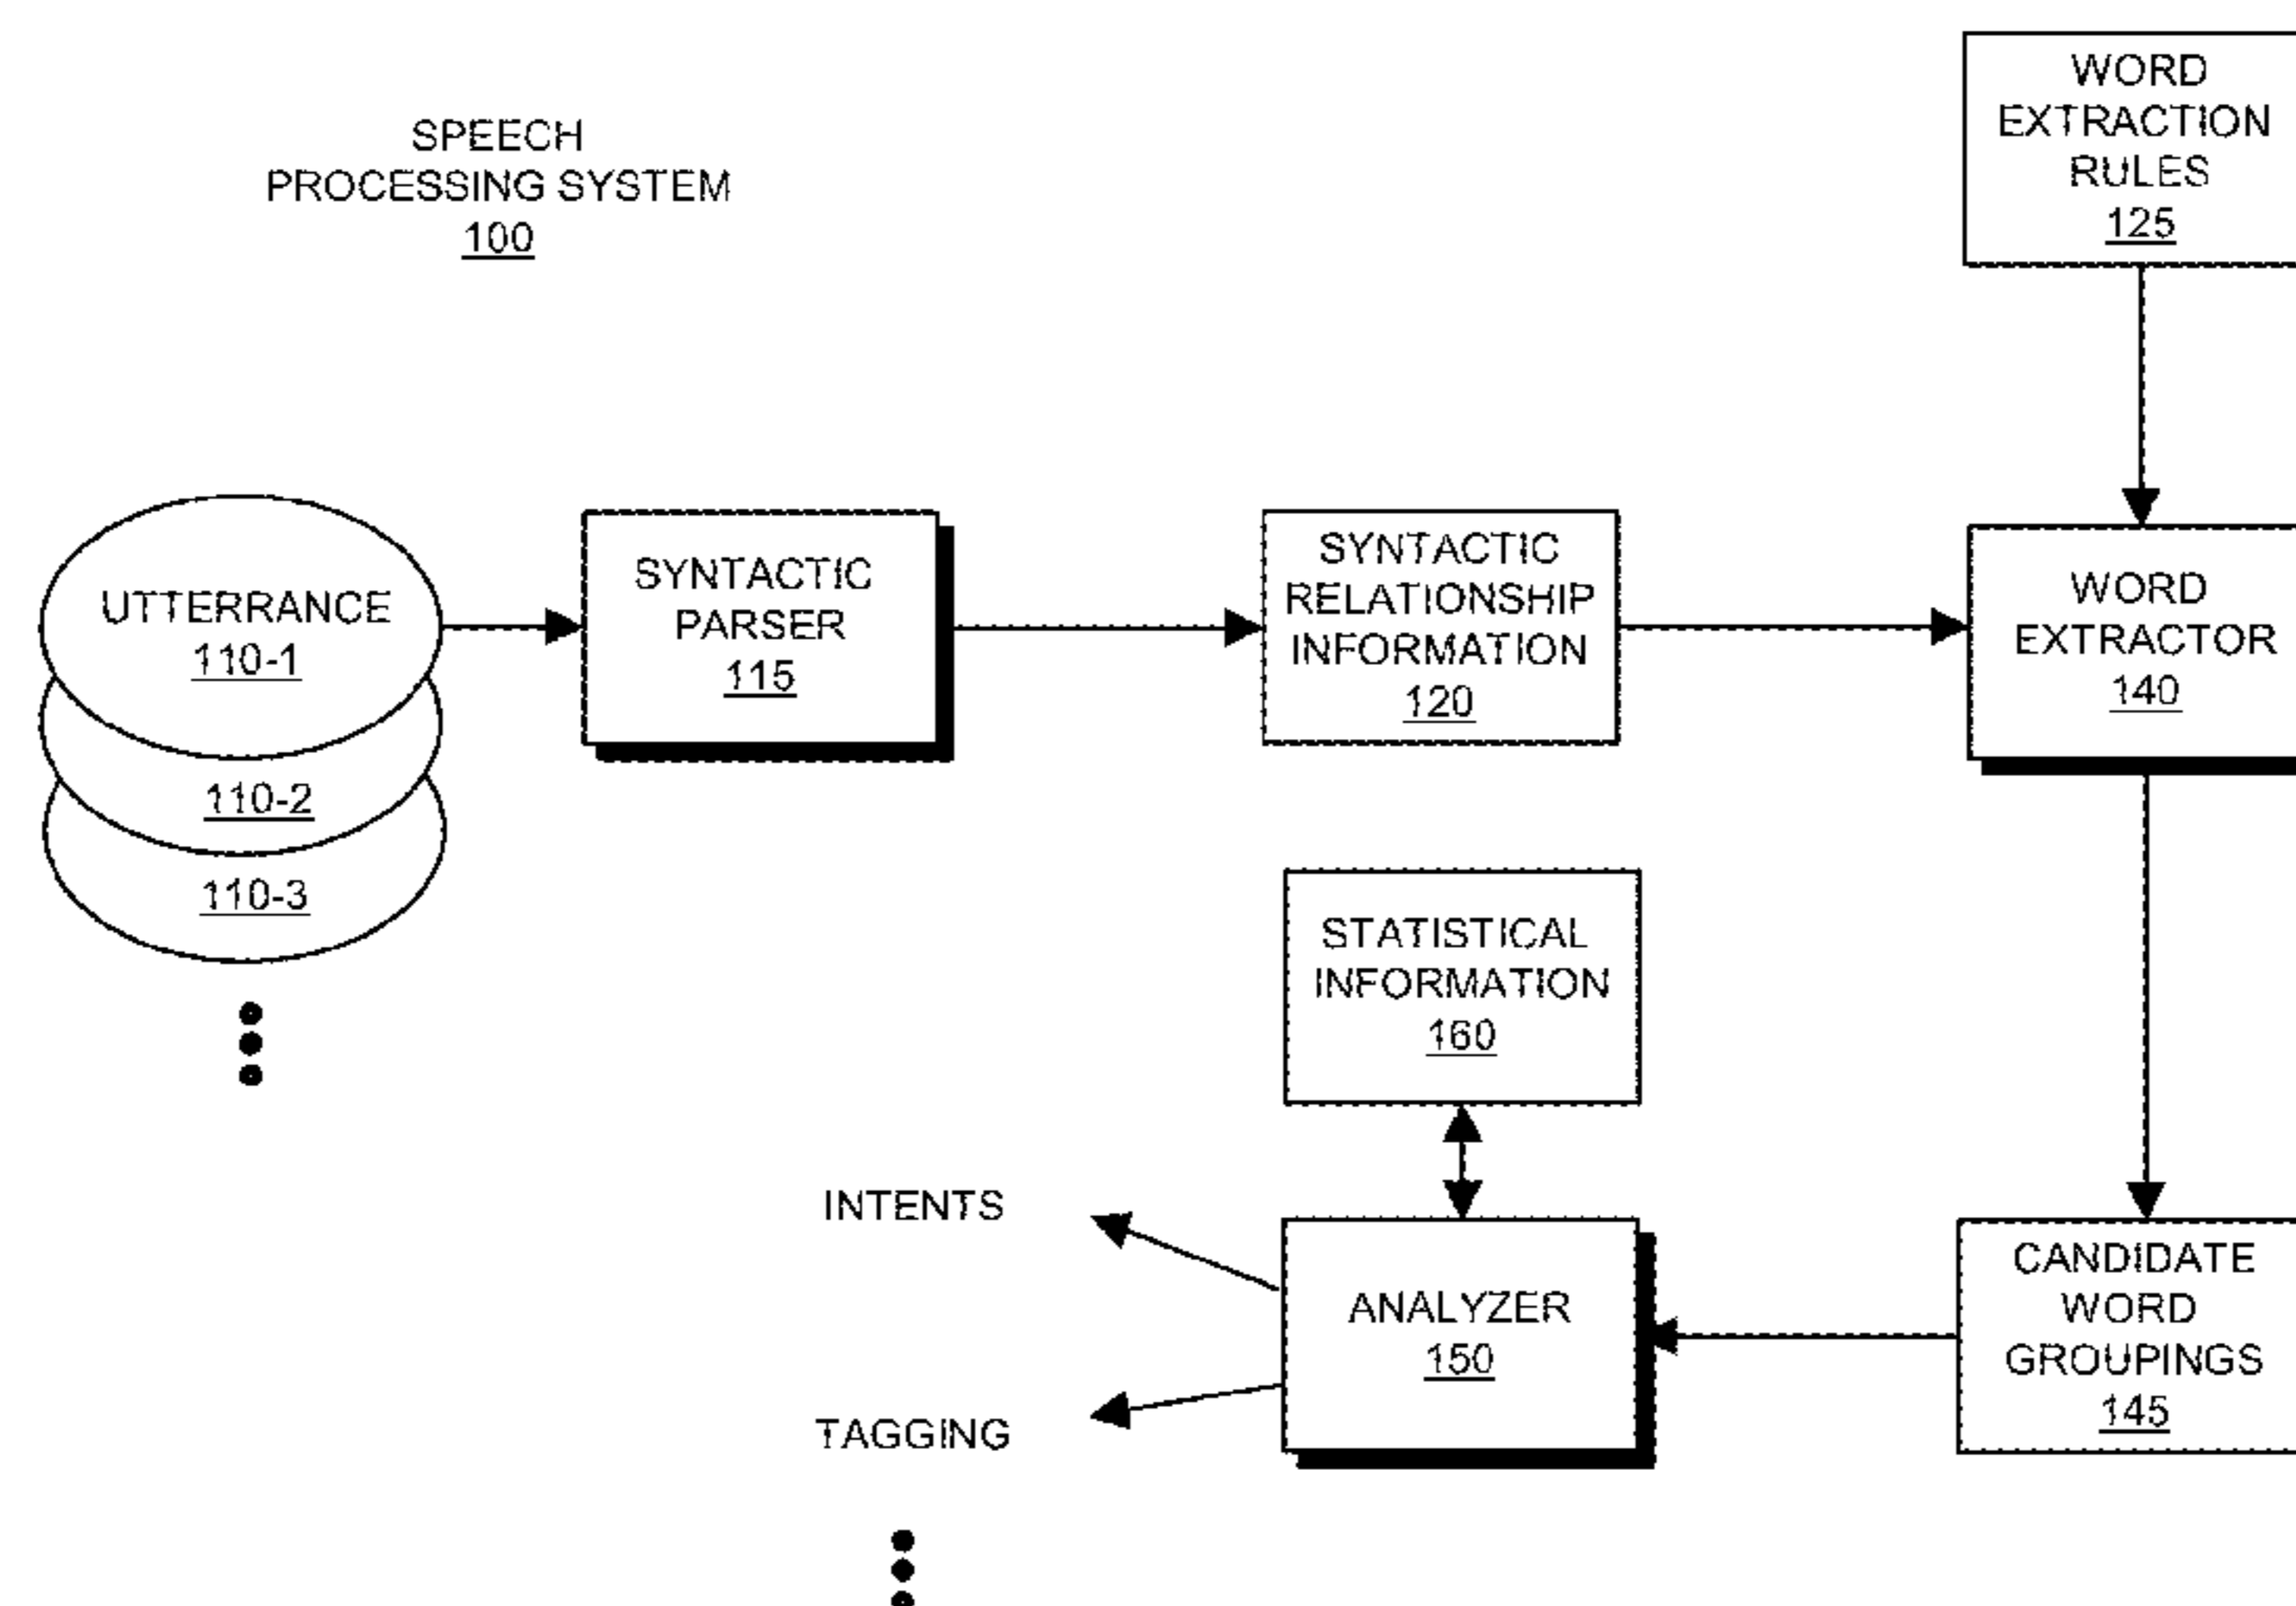 SPEECH
PROCESSING SYSTEM
100
WORD
EXTRACTION
RULES
125
UTTERRANCE
110-1
110-2
110-3
SYNTACTIC
PARSER
115
SYNTACTIC
RELATIONSHIP
INFORMATION
120
WORD
EXTRACTOR
140
STATISTICAL
INFORMATION
160
INTENTS
TAGGING
ANALYZER
150
CANDIDATE
WORD
GROUPINGS
145